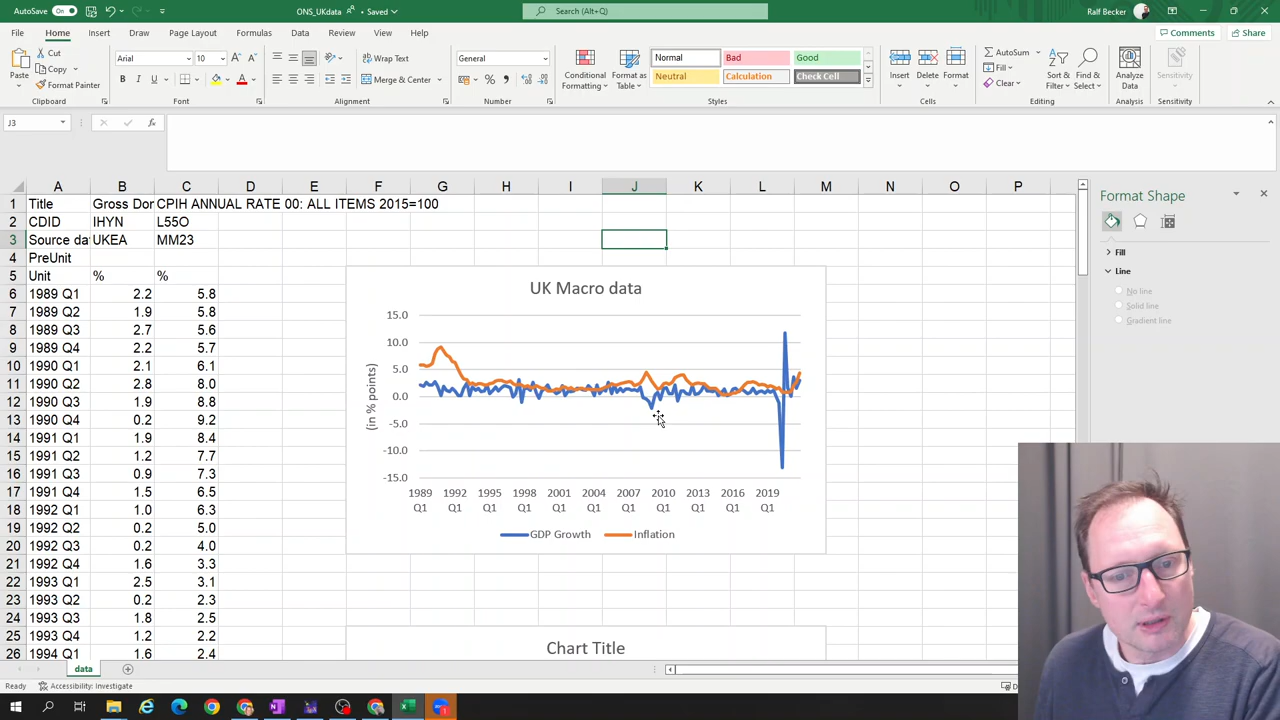 AutoSave On ONS_UKdata Saved Search (Alt+Q) Ralf Becker
File Home Insert Draw Page Layout Formulas Data Review View Help Comments Share
Paste Cut Copy Format Painter
Arial 10 B I U A
Wrap Text Merge & Center
General % 
Conditional Formatting Format as Table
Normal Bad Good
Neutral Calculation Check Cell
Insert Delete Format
AutoSum Fill Clear
Sort & Filter Find & Select
Analyze Data Sensitivity
Clipboard Font Alignment Number Styles Cells Editing Analysis Sensitivity
J3 fx
A B C D E F G H I J K L M N O P
1 Title Gross Dor CPIH ANNUAL RATE 00: ALL ITEMS 2015=100
2 CDID IHYN L55O
3 Source dat UKEA MM23
4 PreUnit
5 Unit % %
6 1989 Q1 2.2 5.8
7 1989 Q2 1.9 5.8
8 1989 Q3 2.7 5.6
9 1989 Q4 2.2 5.7
10 1990 Q1 2.1 6.1
11 1990 Q2 2.8 8.0
12 1990 Q3 1.9 8.8
13 1990 Q4 0.2 9.2
14 1991 Q1 1.9 8.4
15 1991 Q2 1.2 7.7
16 1991 Q3 0.9 7.3
17 1991 Q4 1.5 6.5
18 1992 Q1 1.0 6.3
19 1992 Q2 0.2 5.0
20 1992 Q3 0.2 4.0
21 1992 Q4 1.6 3.3
22 1993 Q1 2.5 3.1
23 1993 Q2 0.2 2.3
24 1993 Q3 1.8 2.5
25 1993 Q4 1.2 2.2
26 1994 Q1 1.6 2.4
UK Macro data
15.0
10.0
5.0
0.0
-5.0
-10.0
-15.0
(in % points)
1989 1992 1995 1998 2001 2004 2007 2010 2013 2016 2019
Q1 Q1 Q1 Q1 Q1 Q1 Q1 Q1 Q1 Q1 Q1
GDP Growth Inflation
Chart Title
Format Shape
Fill
Line
No line
Solid line
Gradient line
data
Ready Accessibility: Investigate